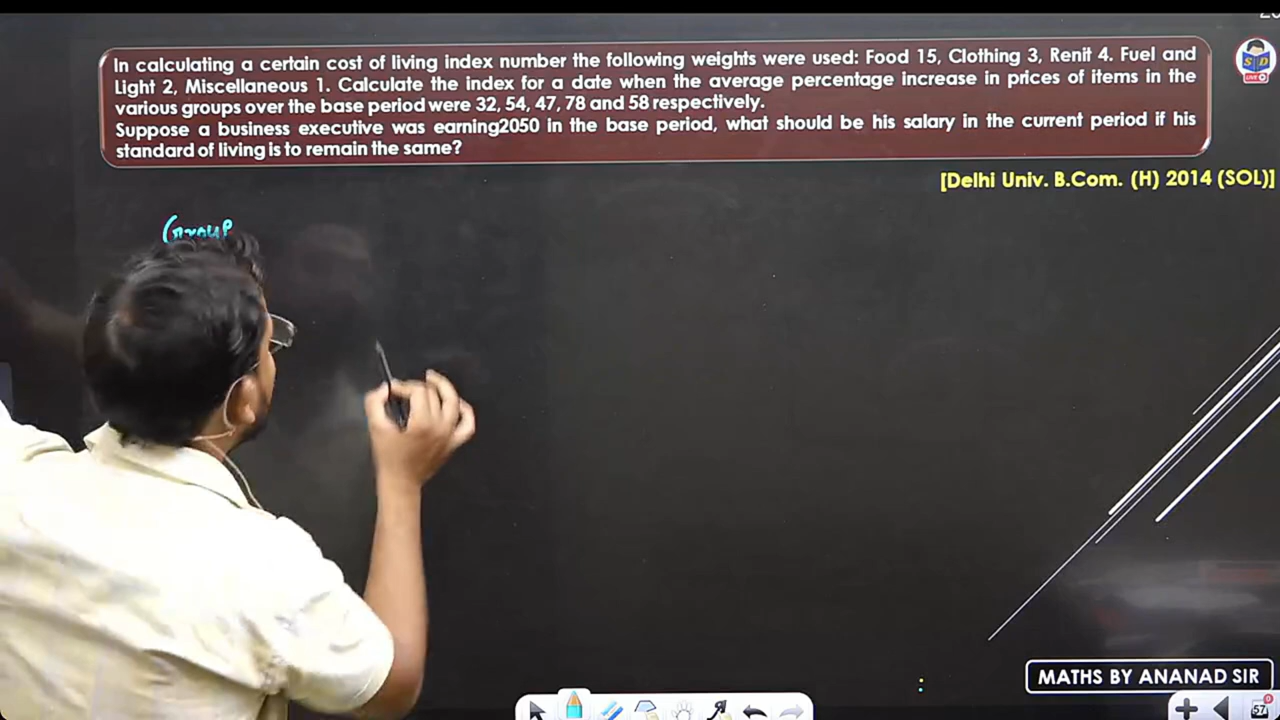 In calculating a certain cost of living index number the following weights were used: Food 15, Clothing 3, Renit 4. Fuel and
Light 2, Miscellaneous 1. Calculate the index for a date when the average percentage increase in prices of items in the
various groups over the base period were 32, 54, 47, 78 and 58 respectively.
Suppose a business executive was earning2050 in the base period, what should be his salary in the current period if his
standard of living is to remain the same?
[Delhi Univ. B.Com. (H) 2014 (SOL)]
Group
SD
LIVE
MATHS BY ANANAD SIR
57